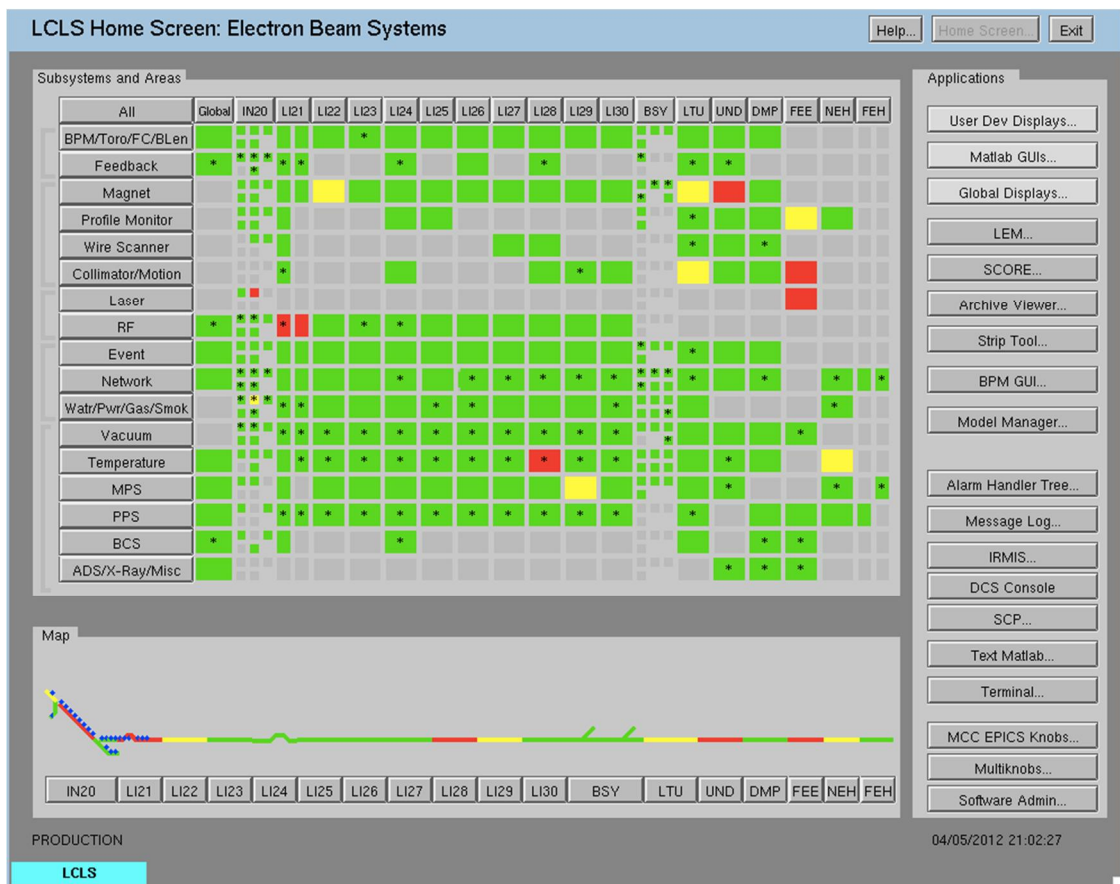 LCLS Home Screen: Electron Beam Systems
Help... Home Screen... Exit
Subsystems and Areas
All Global IN20 LI21 LI22 LI23 LI24 LI25 LI26 LI27 LI28 LI29 LI30 BSY LTU UND DMP FEE NEH FEH
BPM/Toro/FC/BLen
Feedback
Magnet
Profile Monitor
Wire Scanner
Collimator/Motion
Laser
RF
Event
Network
Watr/Pwr/Gas/Smok
Vacuum
Temperature
MPS
PPS
BCS
ADS/X-Ray/Misc
Applications
User Dev Displays...
Matlab GUIs...
Global Displays...
LEM...
SCORE...
Archive Viewer...
Strip Tool...
BPM GUI...
Model Manager...
Alarm Handler Tree...
Message Log...
IRMIS...
DCS Console
SCP...
Text Matlab...
Terminal...
MCC EPICS Knobs...
Multiknobs...
Software Admin...
Map
IN20 LI21 LI22 LI23 LI24 LI25 LI26 LI27 LI28 LI29 LI30 BSY LTU UND DMP FEE NEH FEH
PRODUCTION
04/05/2012 21:02:27
LCLS